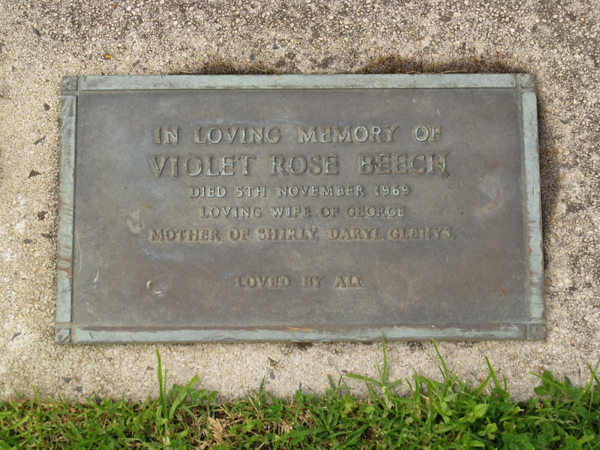 IN LOVING MEMORY OF
VIOLET ROSE BEECH
DIED 5TH NOVEMBER 1969
LOVING WIFE OF GEORGE
MOTHER OF SHIRLY, DARYL GLENYS.
LOVED BY ALL